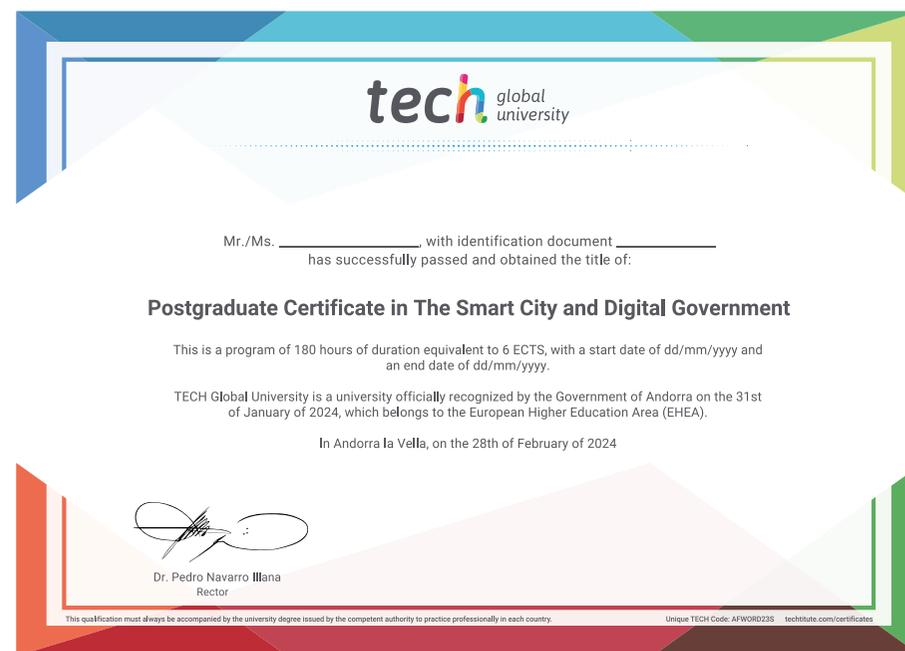 tech global
university
Mr./Ms. ____________, with identification document ____________
has successfully passed and obtained the title of:
Postgraduate Certificate in The Smart City and Digital Government
This is a program of 180 hours of duration equivalent to 6 ECTS, with a start date of dd/mm/yyyy and
an end date of dd/mm/yyyy.
TECH Global University is a university officially recognized by the Government of Andorra on the 31st
of January of 2024, which belongs to the European Higher Education Area (EHEA).
In Andorra la Vella, on the 28th of February of 2024
Dr. Pedro Navarro Illana
Rector
This qualification must always be accompanied by the university degree issued by the competent authority to practice professionally in each country.
Unique TECH Code: AFWORD23S techtitute.com/certificates